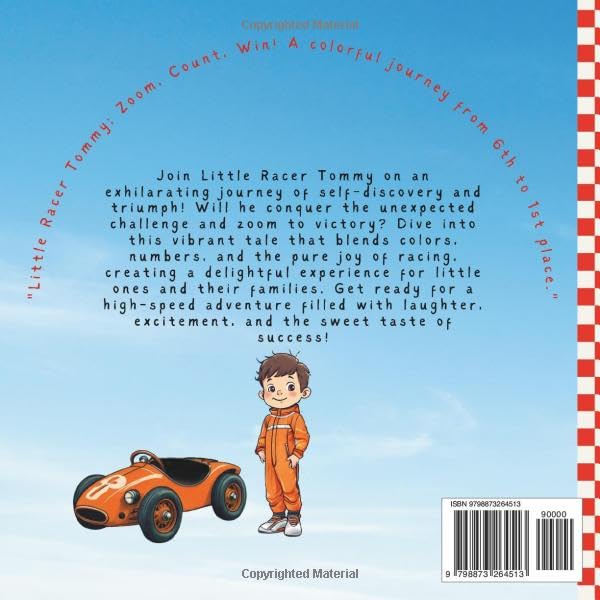 Copyrighted Material
"Little Racer Tommy: Zoom, Count, Win! A colorful journey from 6th to 1st place."
Join Little Racer Tommy on an
exhilarating journey of self-discovery and
triumph! Will he conquer the unexpected
challenge and zoom to victory? Dive into
this vibrant tale that blends colors,
numbers, and the pure joy of racing,
creating a delightful experience for little
ones and their families. Get ready for a
high-speed adventure filled with laughter,
excitement, and the sweet taste of
success!
ISBN 9798873264513
90000
9 798873 264513
Copyrighted Material